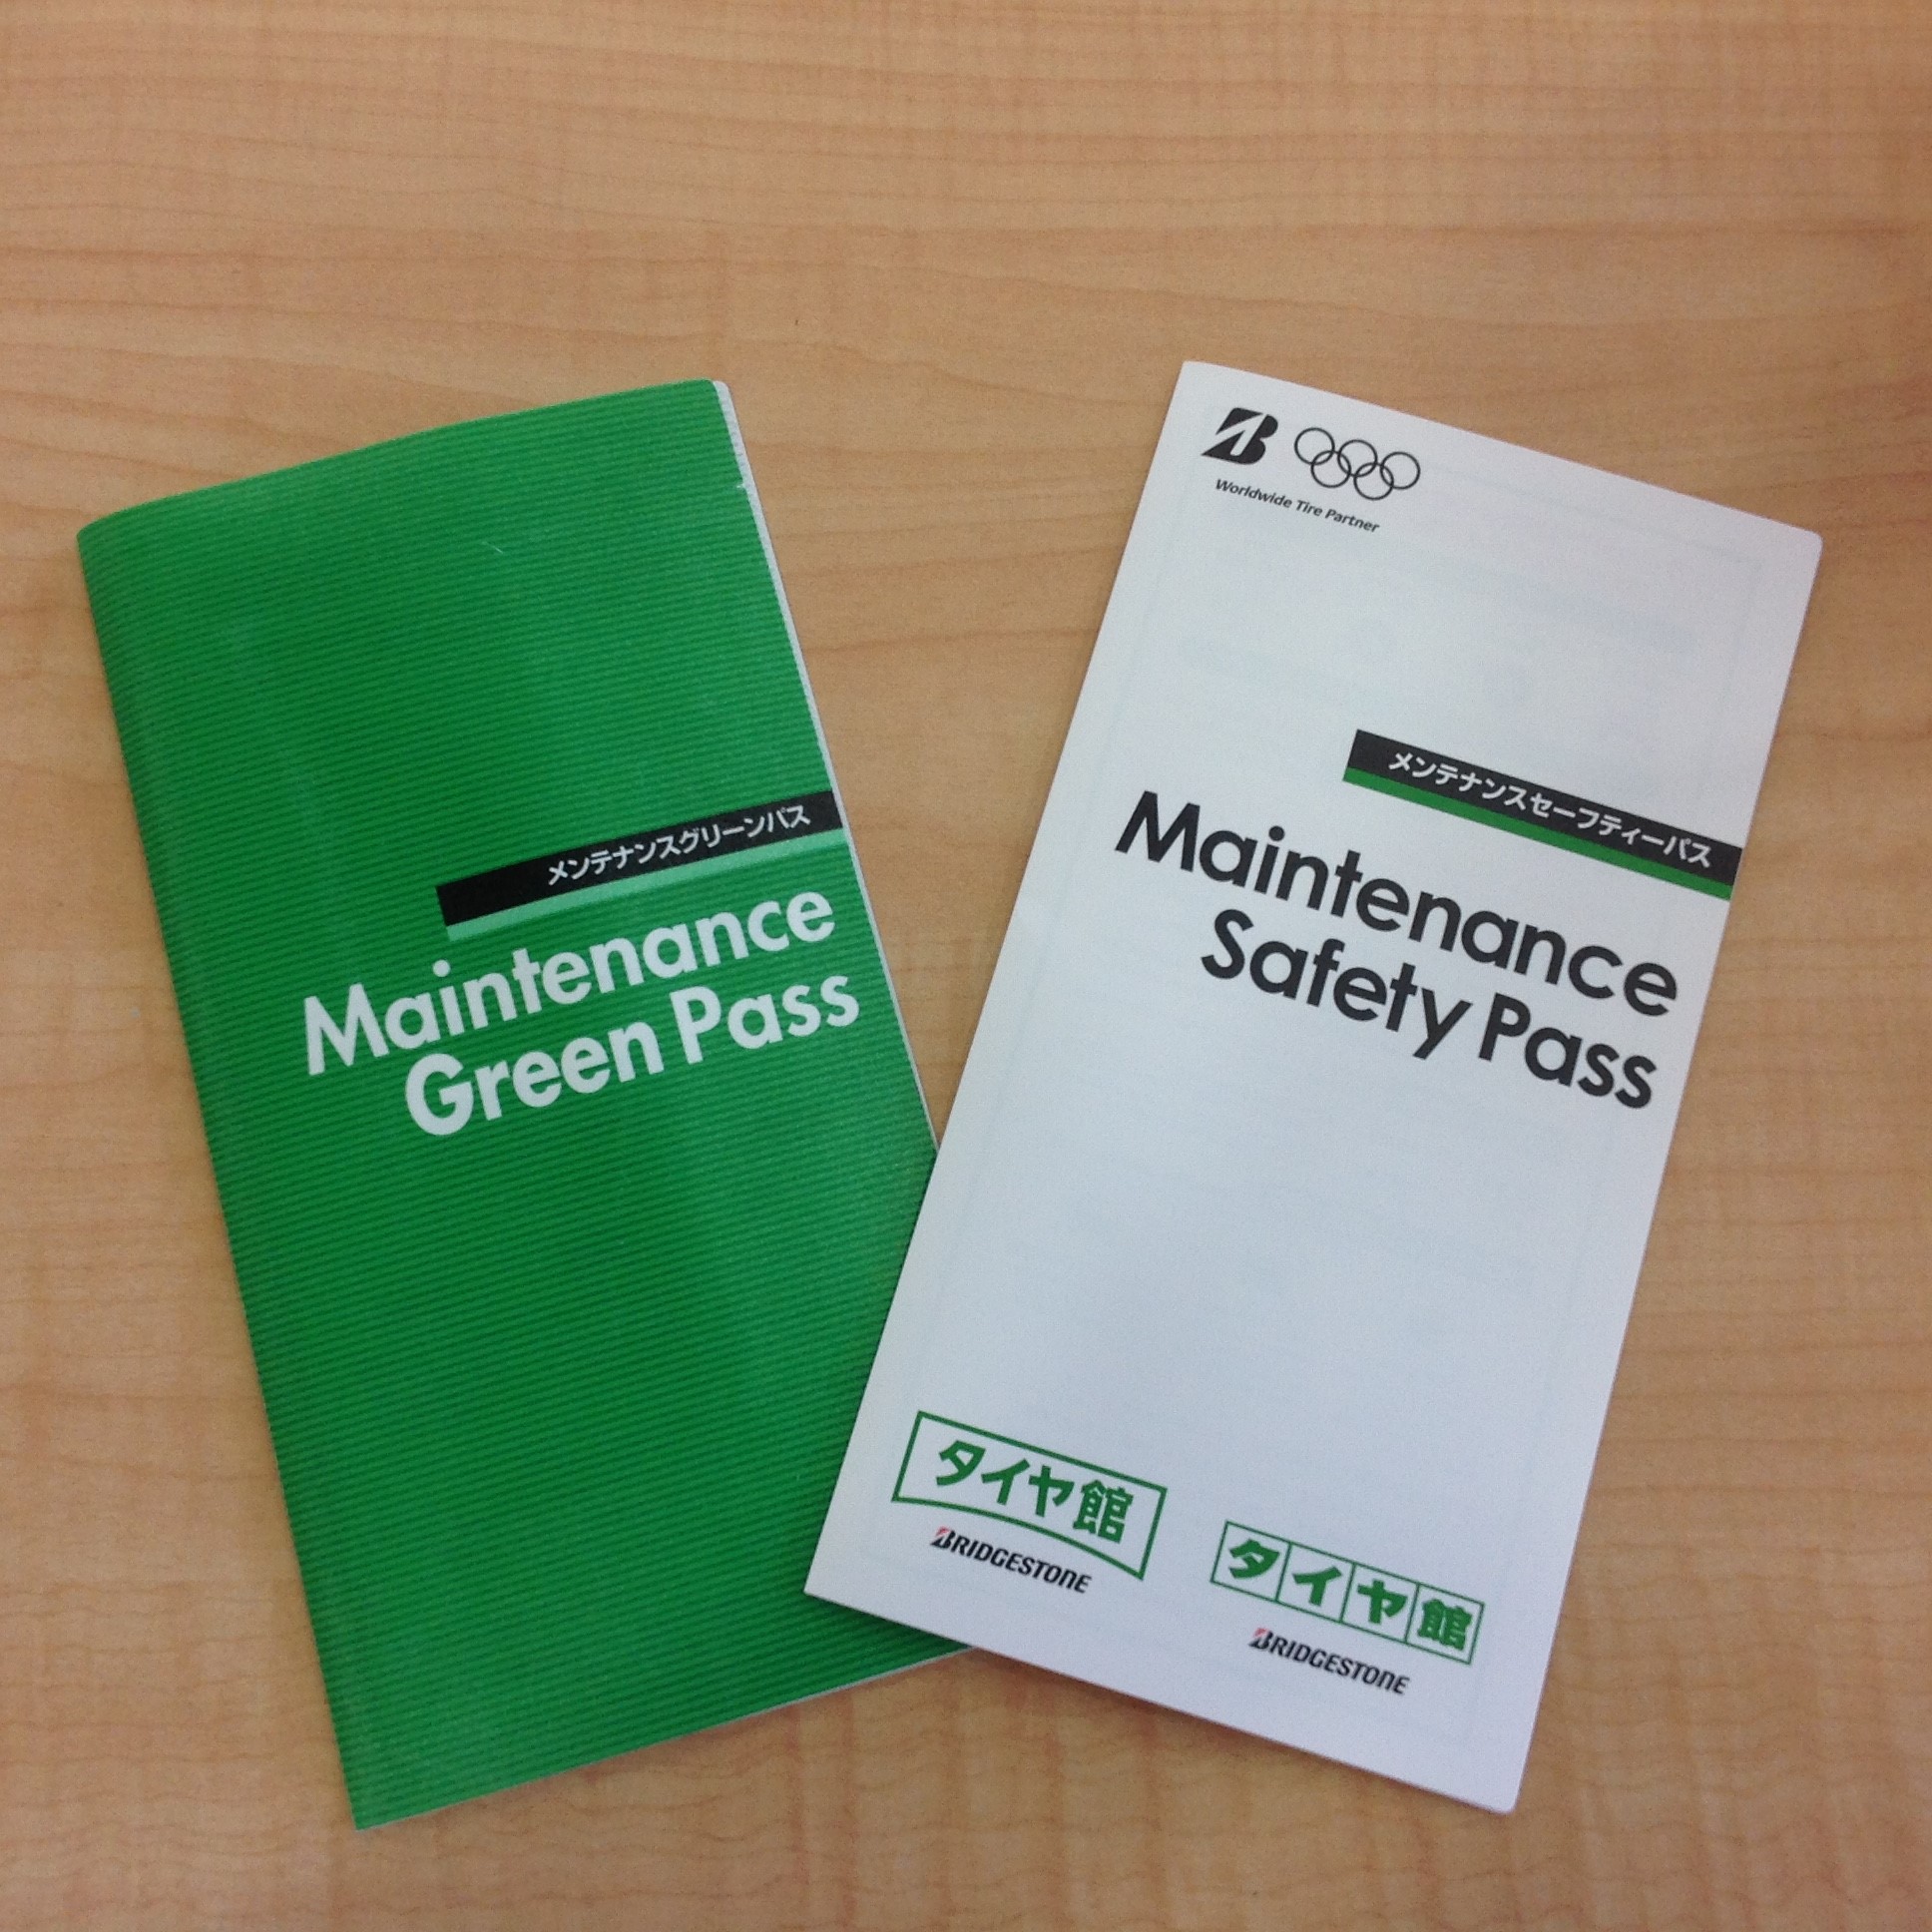 メンテナンスグリーンパス
Maintenance
Green Pass
B
Worldwide Tire Partner
メンテナンスセーフティーパス
Maintenance
Safety Pass
タイヤ館
BRIDGESTONE
タイヤ館
BRIDGESTONE